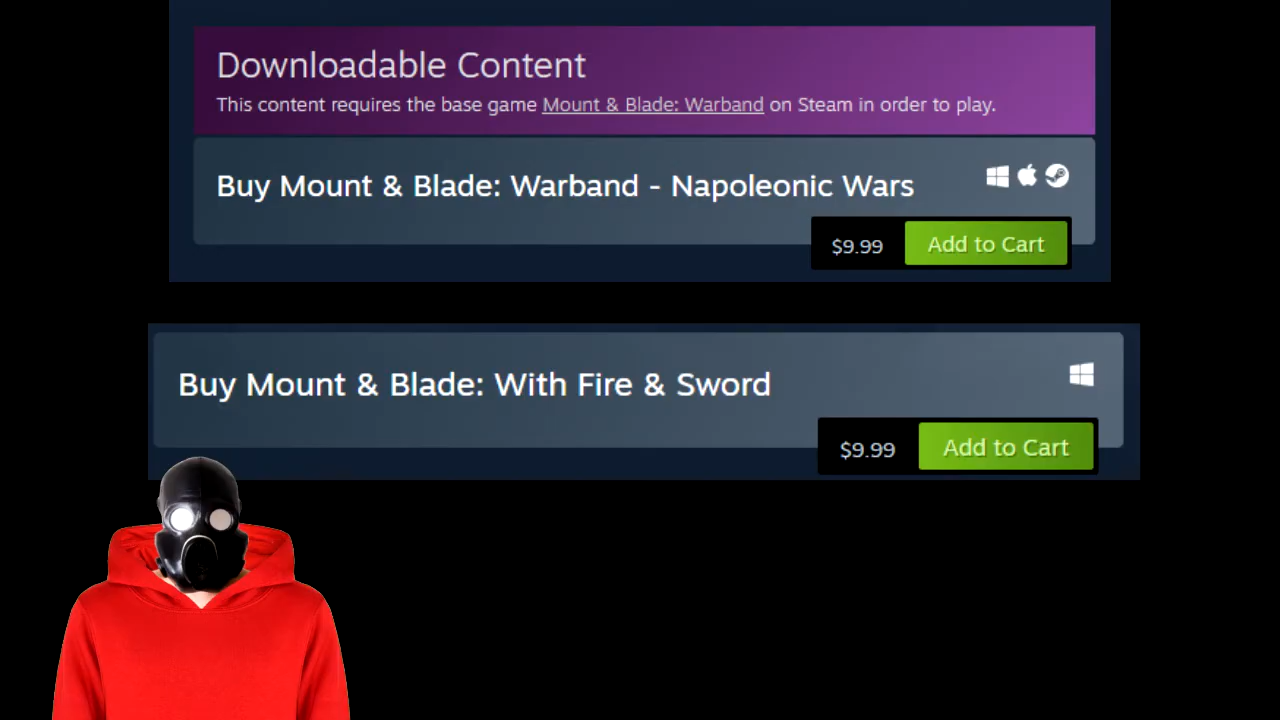 Downloadable Content
This content requires the base game Mount & Blade: Warband on Steam in order to play.
Buy Mount & Blade: Warband - Napoleonic Wars
$9.99 Add to Cart
Buy Mount & Blade: With Fire & Sword
$9.99 Add to Cart